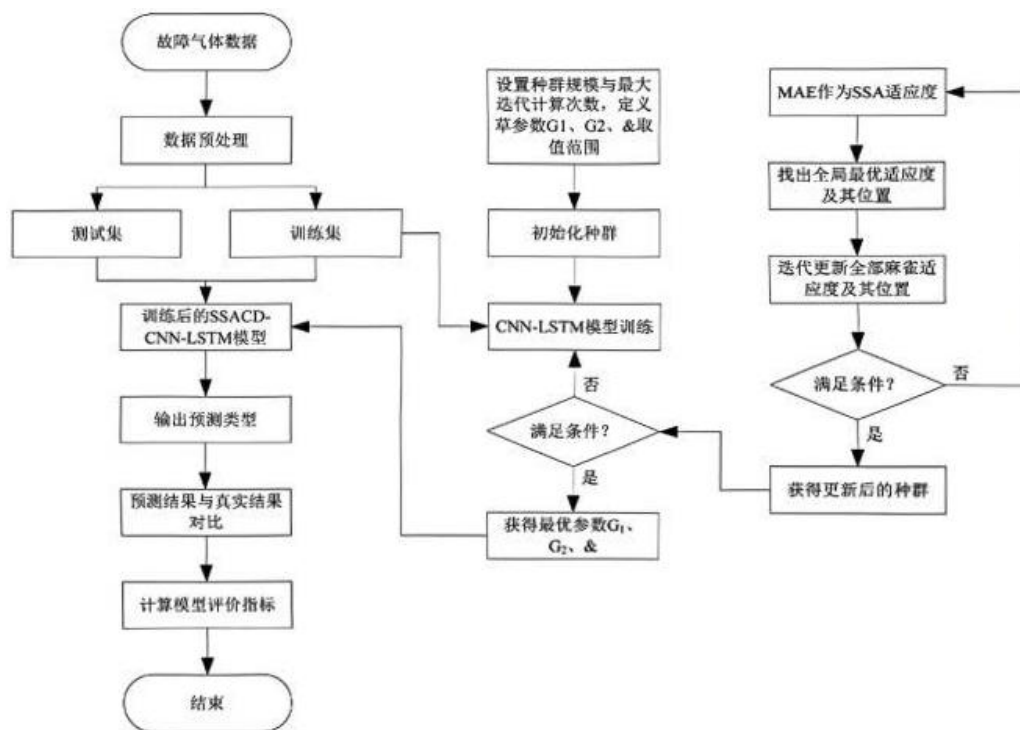 故障气体数据
数据预处理
测试集
训练集
训练后的SSACD-
CNN-LSTM模型
输出预测类型
预测结果与真实结果
对比
计算模型评价指标
结束
设置种群规模与最大
迭代计算次数，定义
草参数G1、G2、&取
值范围
初始化种群
CNN-LSTM模型训练
否
满足条件？
是
获得最优参数G₁、
G₂、&
MAE作为SSA适应度
找出全局最优适应度
及其位置
迭代更新全部麻雀适
应度及其位置
满足条件？
否
是
获得更新后的种群